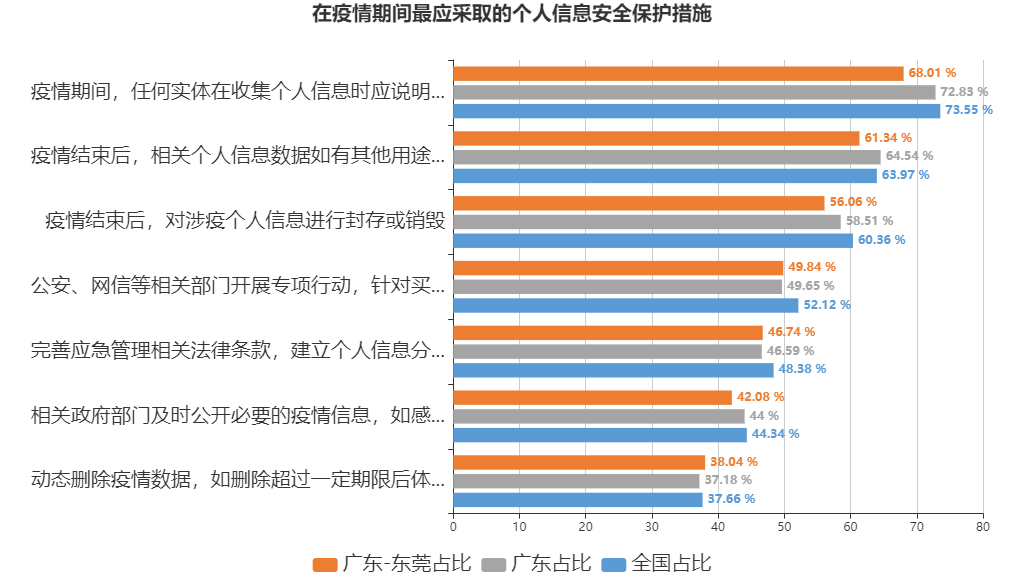 在疫情期间最应采取的个人信息安全保护措施
疫情期间，任何实体在收集个人信息时应说明...
68.01 %
72.83 %
73.55 %
疫情结束后，相关个人信息数据如有其他用途...
61.34 %
64.54 %
63.97 %
疫情结束后，对涉疫个人信息进行封存或销毁
56.06 %
58.51 %
60.36 %
公安、网信等相关部门开展专项行动，针对买...
49.84 %
49.65 %
52.12 %
完善应急管理相关法律条款，建立个人信息分...
46.74 %
46.59 %
48.38 %
相关政府部门及时公开必要的疫情信息，如感...
42.08 %
44 %
44.34 %
动态删除疫情数据，如删除超过一定期限后体...
38.04 %
37.18 %
37.66 %
0 10 20 30 40 50 60 70 80
广东-东莞占比 广东占比 全国占比